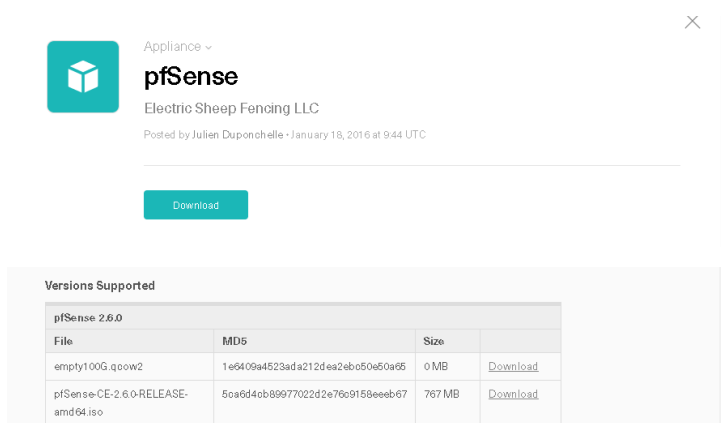 Appliance
pfSense
Electric Sheep Fencing LLC
Posted by Julien Duponchelle • January 18, 2016 at 9:44 UTC
Download
Versions Supported
pfSense 2.6.0
File MD5 Size
empty100G.qcow2 1e6409a4523ada212dea2ebc50e50a65 0 MB Download
pfSense-CE-2.6.0-RELEASE- 5ca6d4cb89977022d2e76c9158eeeb67 767 MB Download
amd64.iso